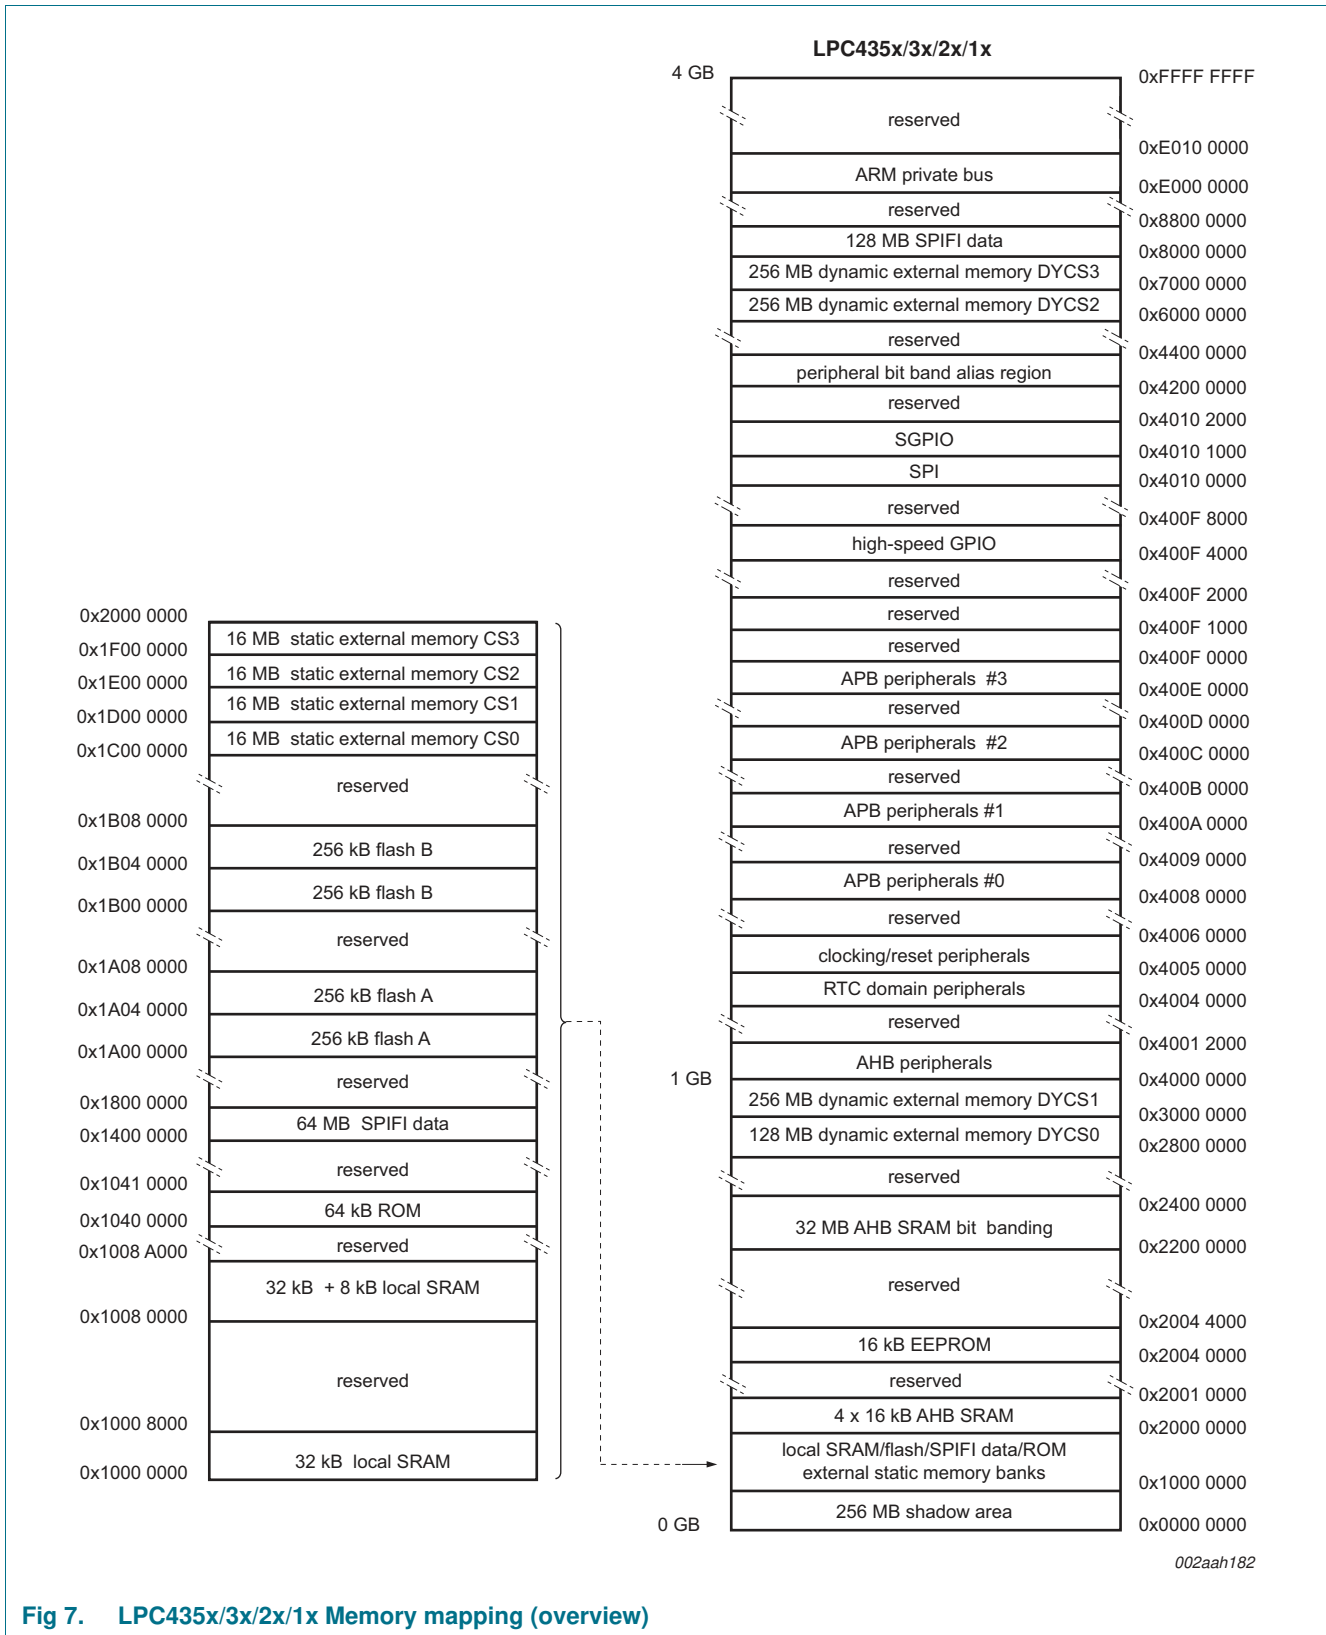 LPC435x/3x/2x/1x
4 GB
0xFFFF FFFF
reserved
0xE010 0000
ARM private bus
0xE000 0000
reserved
0x8800 0000
128 MB SPIFI data
0x8000 0000
256 MB dynamic external memory DYCS3
0x7000 0000
256 MB dynamic external memory DYCS2
0x6000 0000
reserved
0x4400 0000
peripheral bit band alias region
0x4200 0000
reserved
0x4010 2000
SGPIO
0x4010 1000
SPI
0x4010 0000
reserved
0x400F 8000
high-speed GPIO
0x400F 4000
reserved
0x400F 2000
reserved
0x400F 1000
reserved
0x400F 0000
APB peripherals #3
0x400E 0000
reserved
0x400D 0000
APB peripherals #2
0x400C 0000
reserved
0x400B 0000
APB peripherals #1
0x400A 0000
reserved
0x4009 0000
APB peripherals #0
0x4008 0000
reserved
0x4006 0000
clocking/reset peripherals
0x4005 0000
RTC domain peripherals
0x4004 0000
reserved
0x4001 2000
AHB peripherals
1 GB
0x4000 0000
256 MB dynamic external memory DYCS1
0x3000 0000
128 MB dynamic external memory DYCS0
0x2800 0000
reserved
0x2400 0000
32 MB AHB SRAM bit banding
0x2200 0000
reserved
0x2004 4000
16 kB EEPROM
0x2004 0000
reserved
0x2001 0000
4 x 16 kB AHB SRAM
0x2000 0000
local SRAM/flash/SPIFI data/ROM
external static memory banks
0x1000 0000
256 MB shadow area
0 GB
0x0000 0000
0x2000 0000
16 MB static external memory CS3
0x1F00 0000
16 MB static external memory CS2
0x1E00 0000
16 MB static external memory CS1
0x1D00 0000
16 MB static external memory CS0
0x1C00 0000
reserved
0x1B08 0000
256 kB flash B
0x1B04 0000
256 kB flash B
0x1B00 0000
reserved
0x1A08 0000
256 kB flash A
0x1A04 0000
256 kB flash A
0x1A00 0000
reserved
0x1800 0000
64 MB SPIFI data
0x1400 0000
reserved
0x1041 0000
64 kB ROM
0x1040 0000
reserved
0x1008 A000
32 kB + 8 kB local SRAM
0x1008 0000
reserved
0x1000 8000
32 kB local SRAM
0x1000 0000
002aah182
Fig 7. LPC435x/3x/2x/1x Memory mapping (overview)